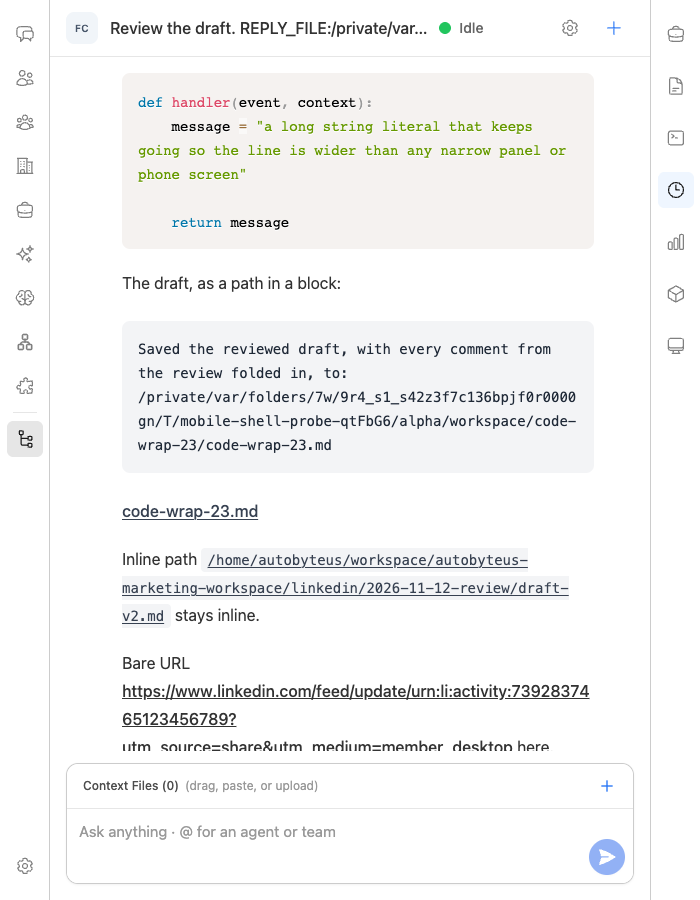 FC
Review the draft. REPLY_FILE:/private/var...
Idle
def handler(event, context):
    message = "a long string literal that keeps
going so the line is wider than any narrow panel or
phone screen"
    return message
The draft, as a path in a block:
Saved the reviewed draft, with every comment from
the review folded in, to:
/private/var/folders/7w/9r4_s1_s42z3f7c136bpjf0r0000
gn/T/mobile-shell-probe-qtFbG6/alpha/workspace/code-
wrap-23/code-wrap-23.md
code-wrap-23.md
Inline path /home/autobyteus/workspace/autobyteus-
marketing-workspace/linkedin/2026-11-12-review/draft-
v2.md stays inline.
Bare URL
https://www.linkedin.com/feed/update/urn:li:activity:73928374
65123456789?
utm_source=share&utm_medium=member_desktop here
Context Files (0) (drag, paste, or upload)
Ask anything · @ for an agent or team